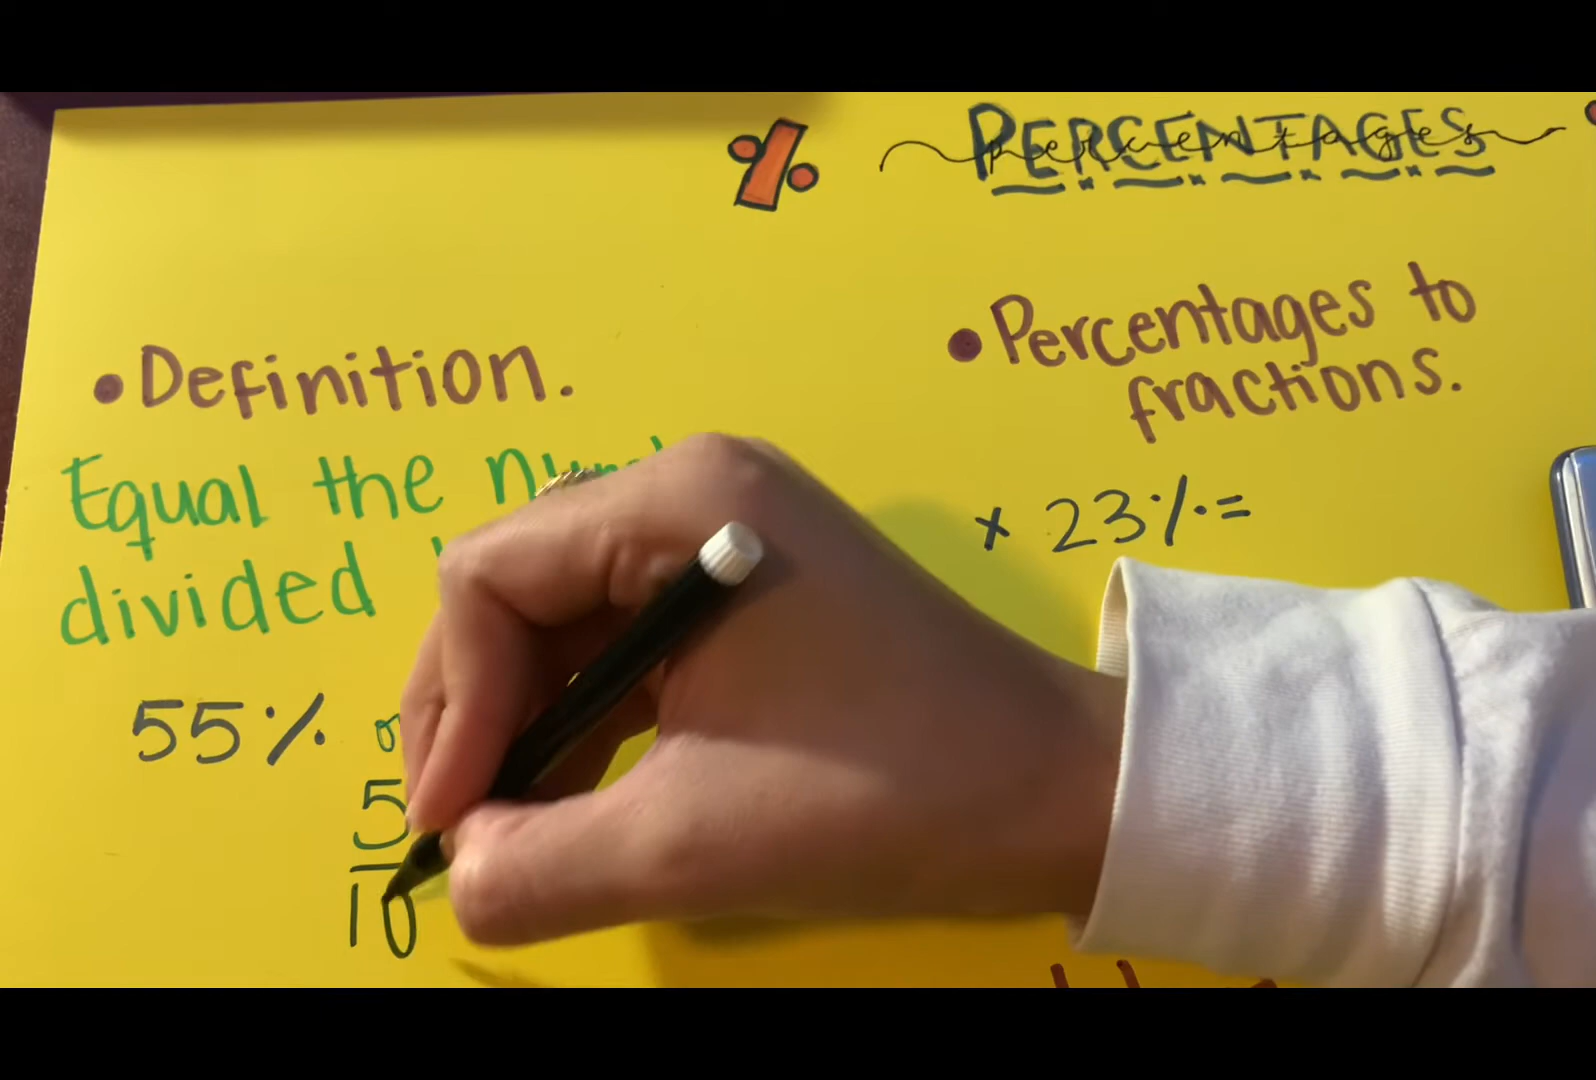 PERCENTAGES
percentages
• Definition.
Equal the
divided
55%
5
10
• Percentages to
fractions.
x 23% =